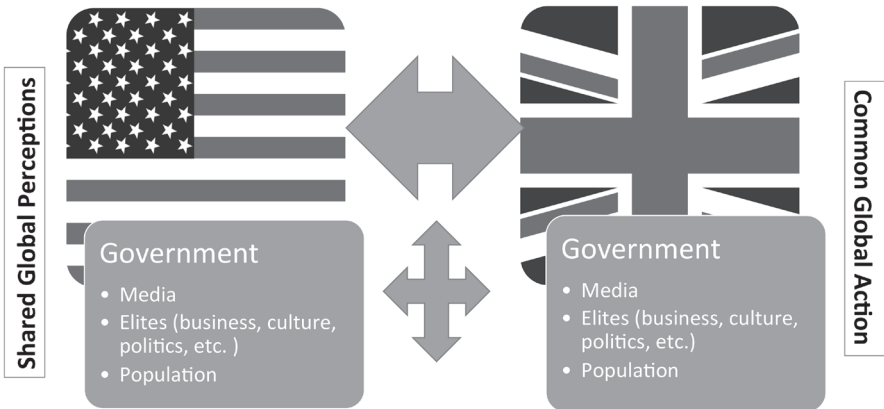 Shared Global Perceptions
Government
• Media
• Elites (business, culture,
politics, etc. )
• Population
Government
• Media
• Elites (business, culture,
politics, etc.)
• Population
Common Global
Action